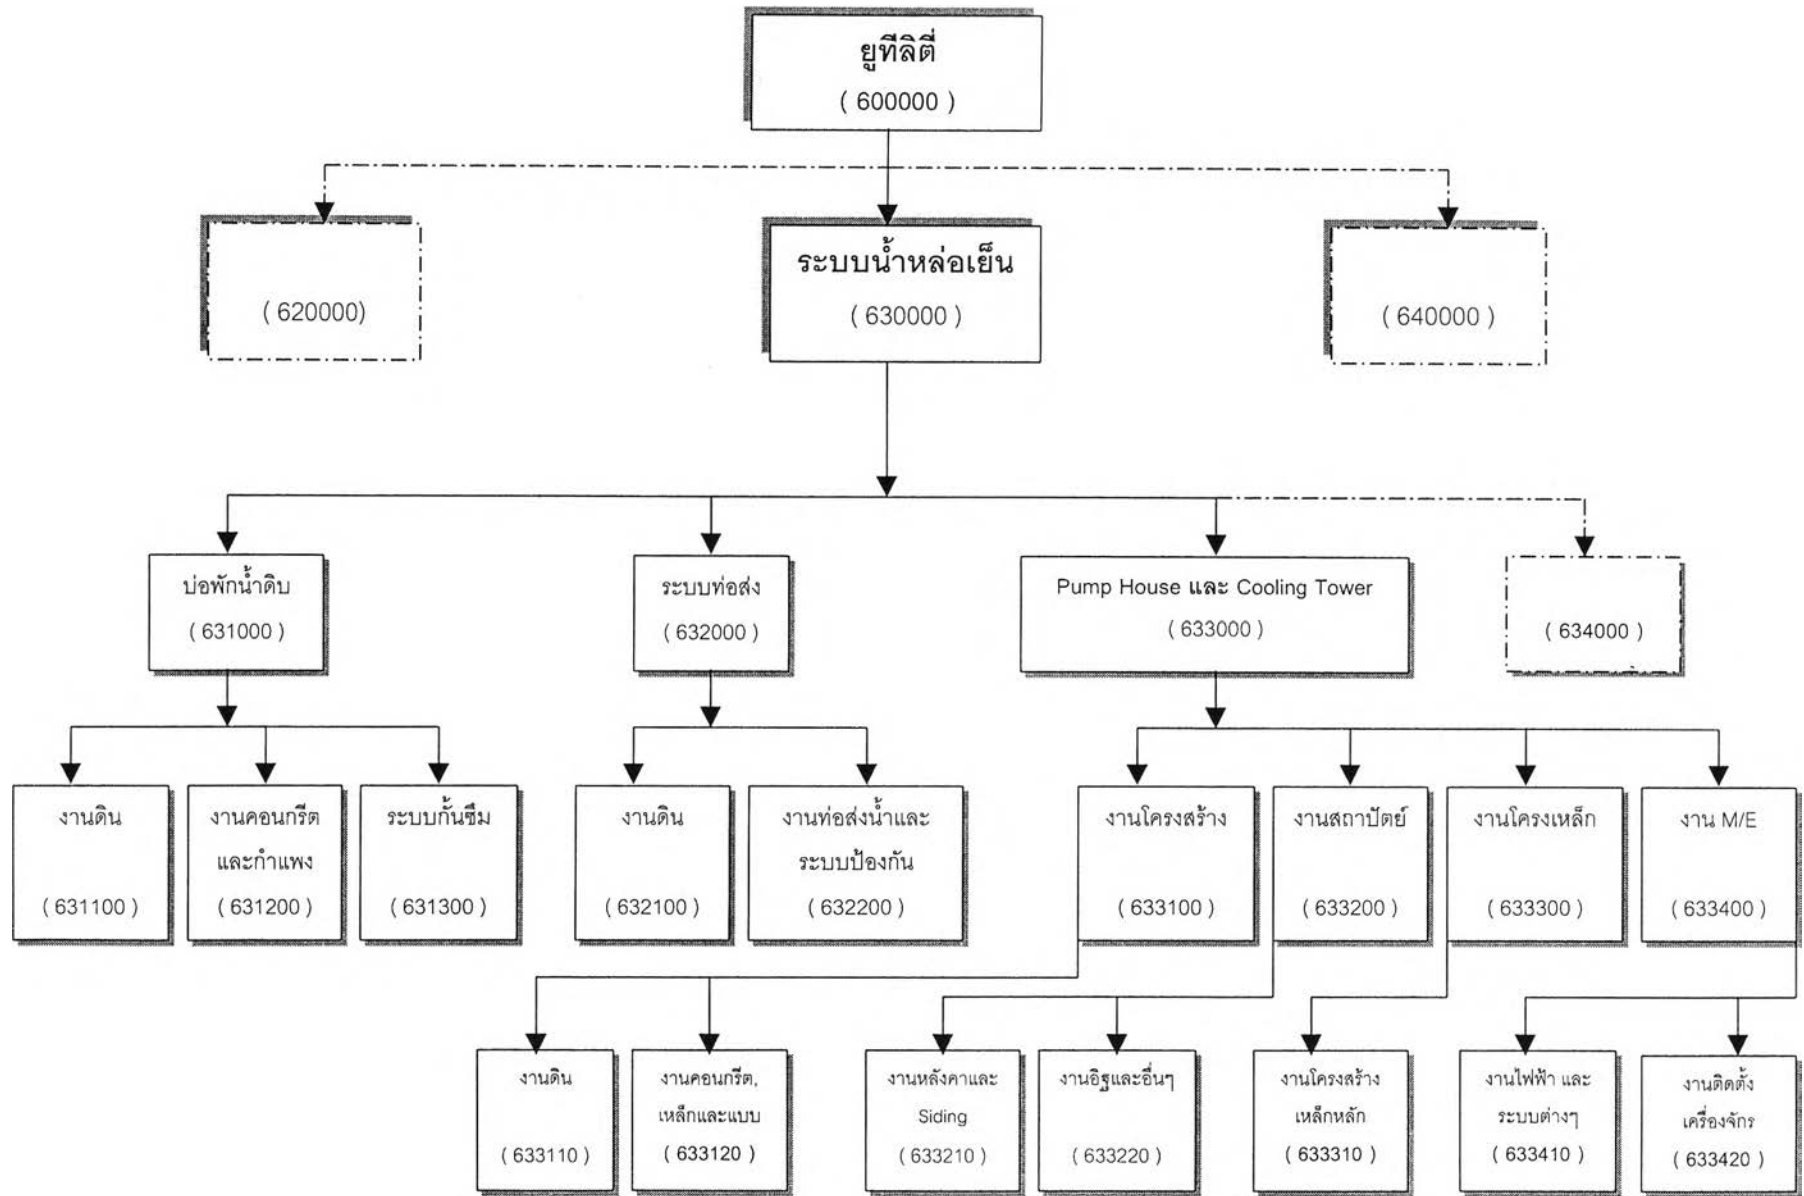 ยูทีลิตี่
( 600000 )
( 620000)
ระบบน้ำหล่อเย็น
( 630000 )
( 640000 )
บ่อพักน้ำดิบ
( 631000 )
ระบบท่อส่ง
( 632000 )
Pump House และ Cooling Tower
( 633000 )
( 634000 )
งานดิน
( 631100 )
งานคอนกรีต
และกำแพง
( 631200 )
ระบบกั้นซึม
( 631300 )
งานดิน
( 632100 )
งานท่อส่งน้ำและ
ระบบป้องกัน
( 632200 )
งานโครงสร้าง
( 633100 )
งานสถาปัตย์
( 633200 )
งานโครงเหล็ก
( 633300 )
งาน M/E
( 633400 )
งานดิน
( 633110 )
งานคอนกรีต,
เหล็กและแบบ
( 633120 )
งานหลังคาและ
Siding
( 633210 )
งานอิฐและอื่นๆ
( 633220 )
งานโครงสร้าง
เหล็กหลัก
( 633310 )
งานไฟฟ้า และ
ระบบต่างๆ
( 633410 )
งานติดตั้ง
เครื่องจักร
( 633420 )